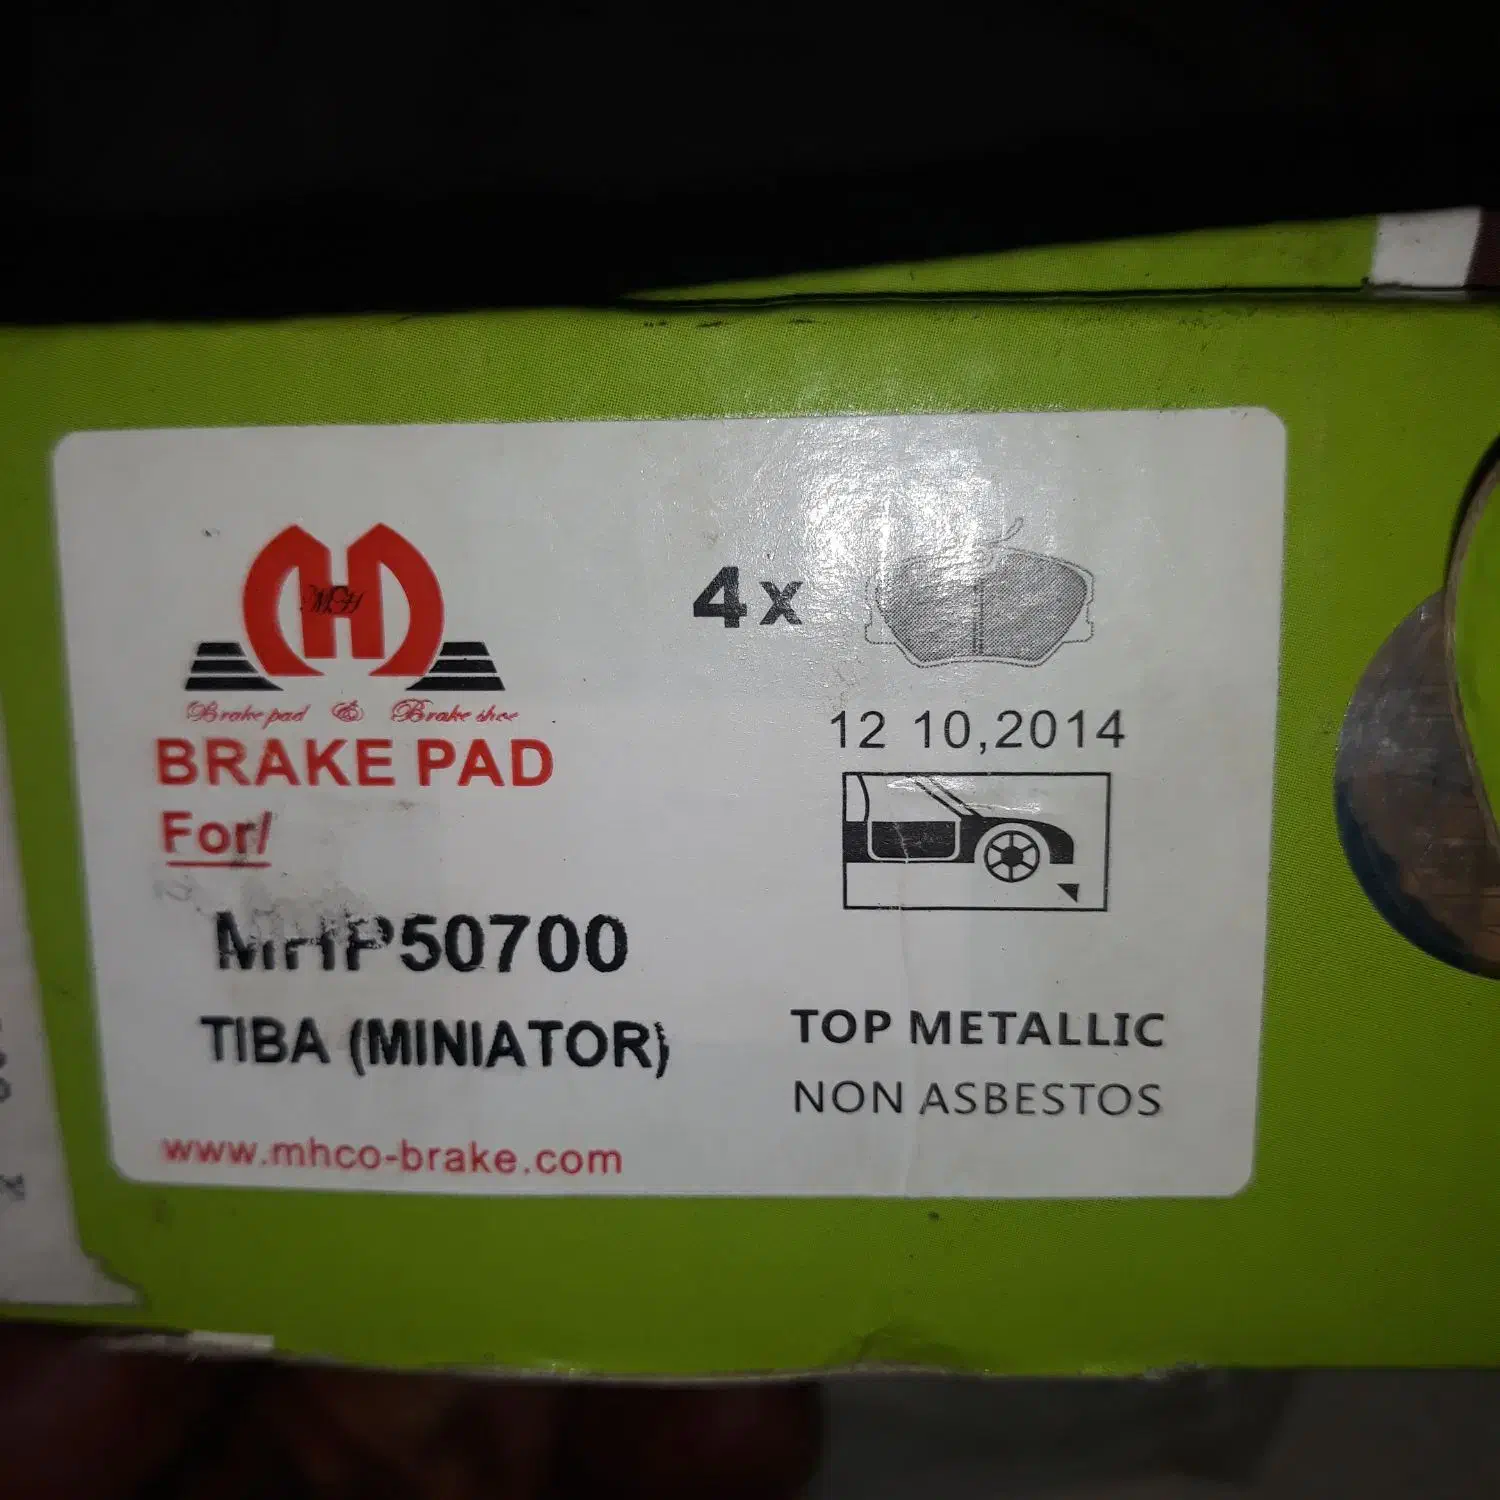 MH
Brake pad & Brake shoe
BRAKE PAD
For/
MHP50700
TIBA (MINIATOR)
www.mhco-brake.com
4x
12 10,2014
TOP METALLIC
NON ASBESTOS